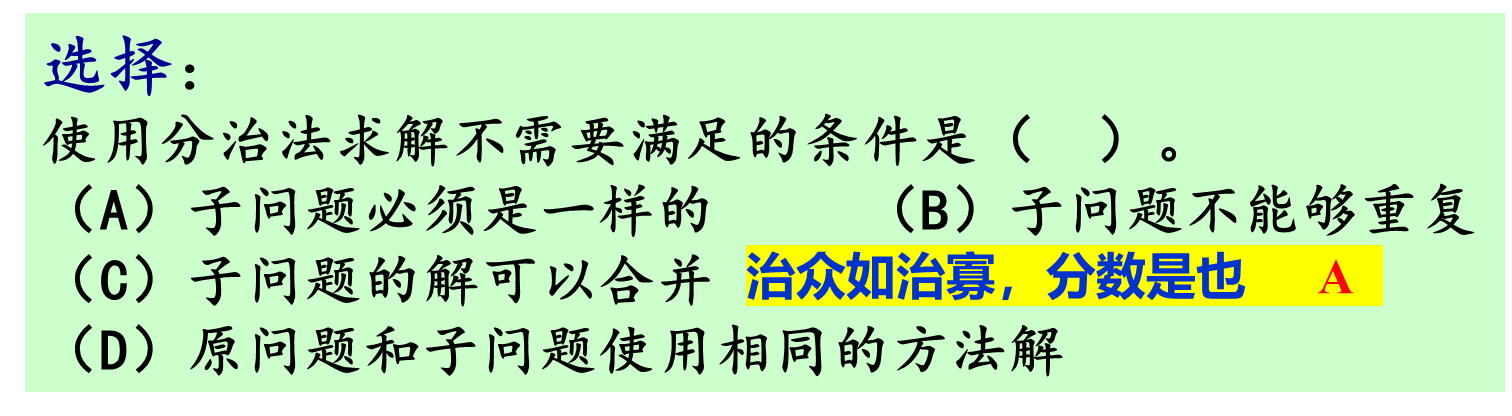 选择：
使用分治法求解不需要满足的条件是（ ）。
（A）子问题必须是一样的 （B）子问题不能够重复
（C）子问题的解可以合并 治众如治寡，分数是也 A
（D）原问题和子问题使用相同的方法解